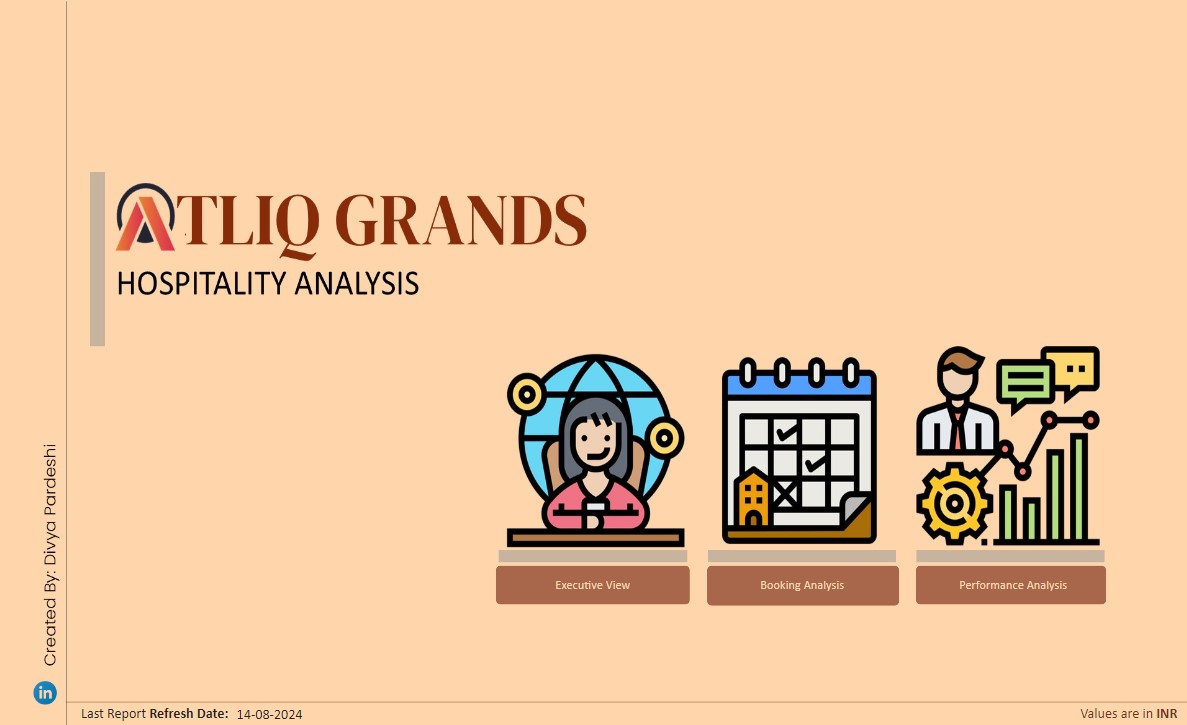 ATLIQ GRANDS
HOSPITALITY ANALYSIS
Executive View
Booking Analysis
Performance Analysis
Created By: Divya Pardeshi
in
Last Report Refresh Date: 14-08-2024
Values are in INR